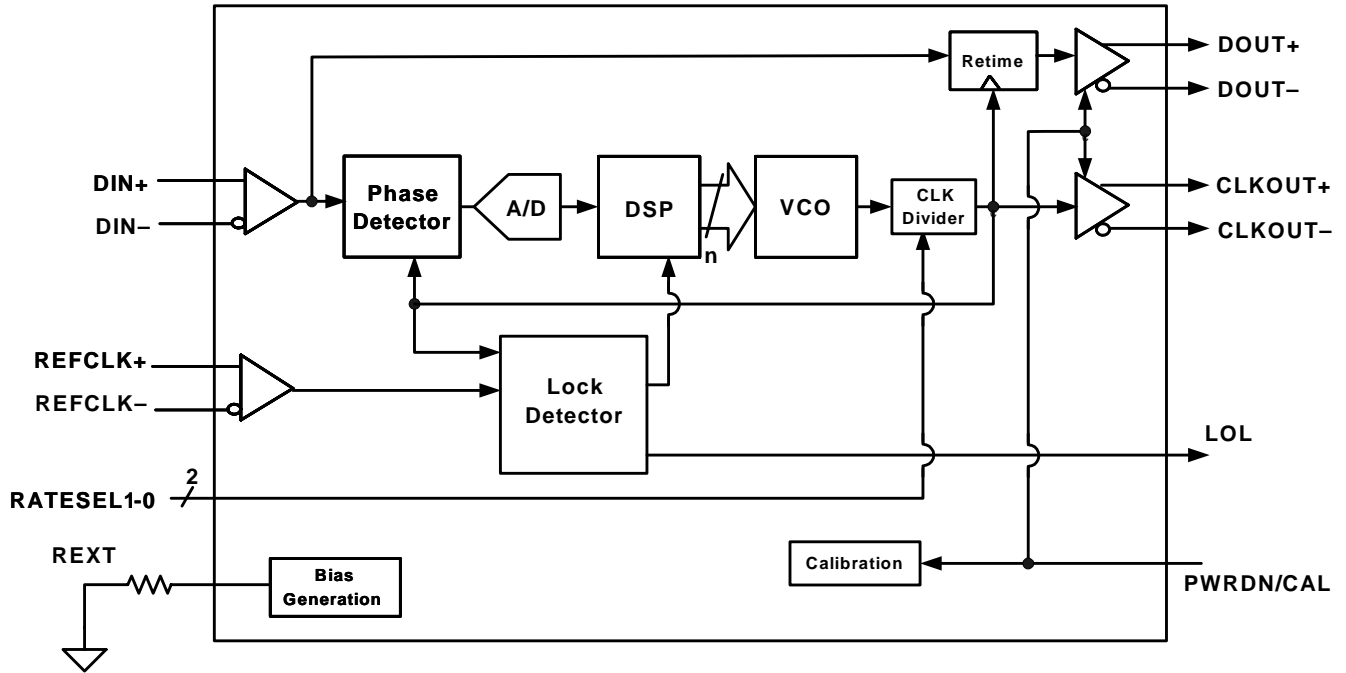 DOUT+
Retime
DOUT–
DIN+
Phase
Detector
A/D
DSP
VCO
CLK
Divider
CLKOUT+
DIN–
CLKOUT–
n
REFCLK+
REFCLK–
Lock
Detector
LOL
2
RATESEL1-0
REXT
Bias
Generation
Calibration
PWRDN/CAL